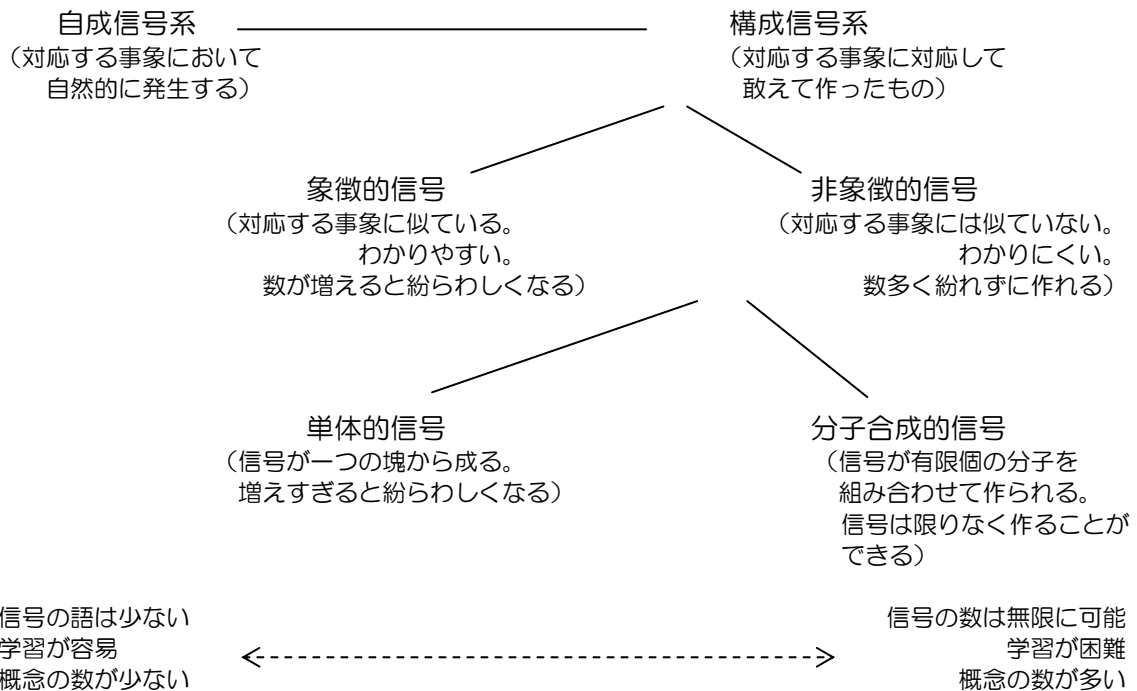 自成信号系
構成信号系
（対応する事象において
自然的に発生する）
（対応する事象に対応して
敢えて作ったもの）
象徴的信号
（対応する事象に似ている。
わかりやすい。
数が増えると紛らわしくなる）
非象徴的信号
（対応する事象には似ていない。
わかりにくい。
数多く紛れずに作れる）
単体的信号
（信号が一つの塊から成る。
増えすぎると紛らわしくなる）
分子合成的信号
（信号が有限個の分子を
組み合わせて作られる。
信号は限りなく作ることが
できる）
信号の語は少ない
学習が容易
概念の数が少ない
信号の数は無限に可能
学習が困難
概念の数が多い